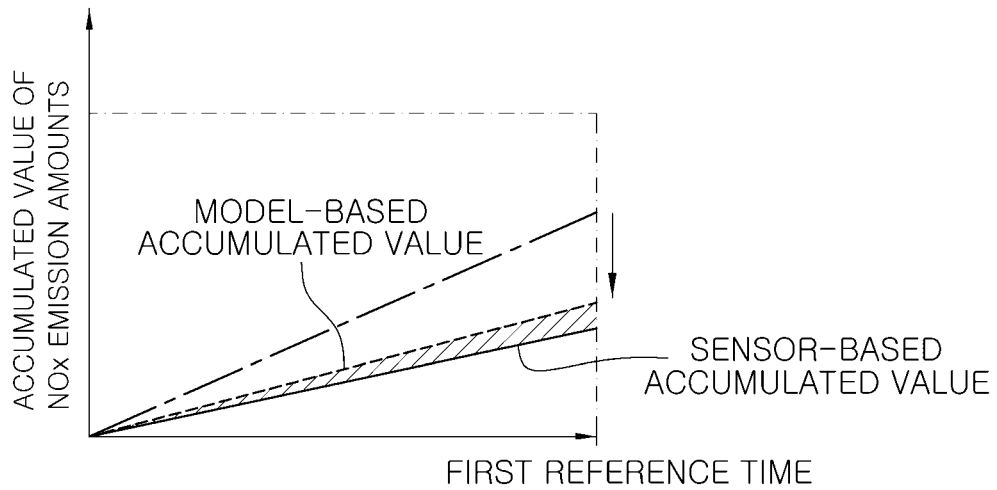 ACCUMULATED VALUE OF
NOx EMISSION AMOUNTS
MODEL-BASED
ACCUMULATED VALUE
SENSOR-BASED
ACCUMULATED VALUE
FIRST REFERENCE TIME